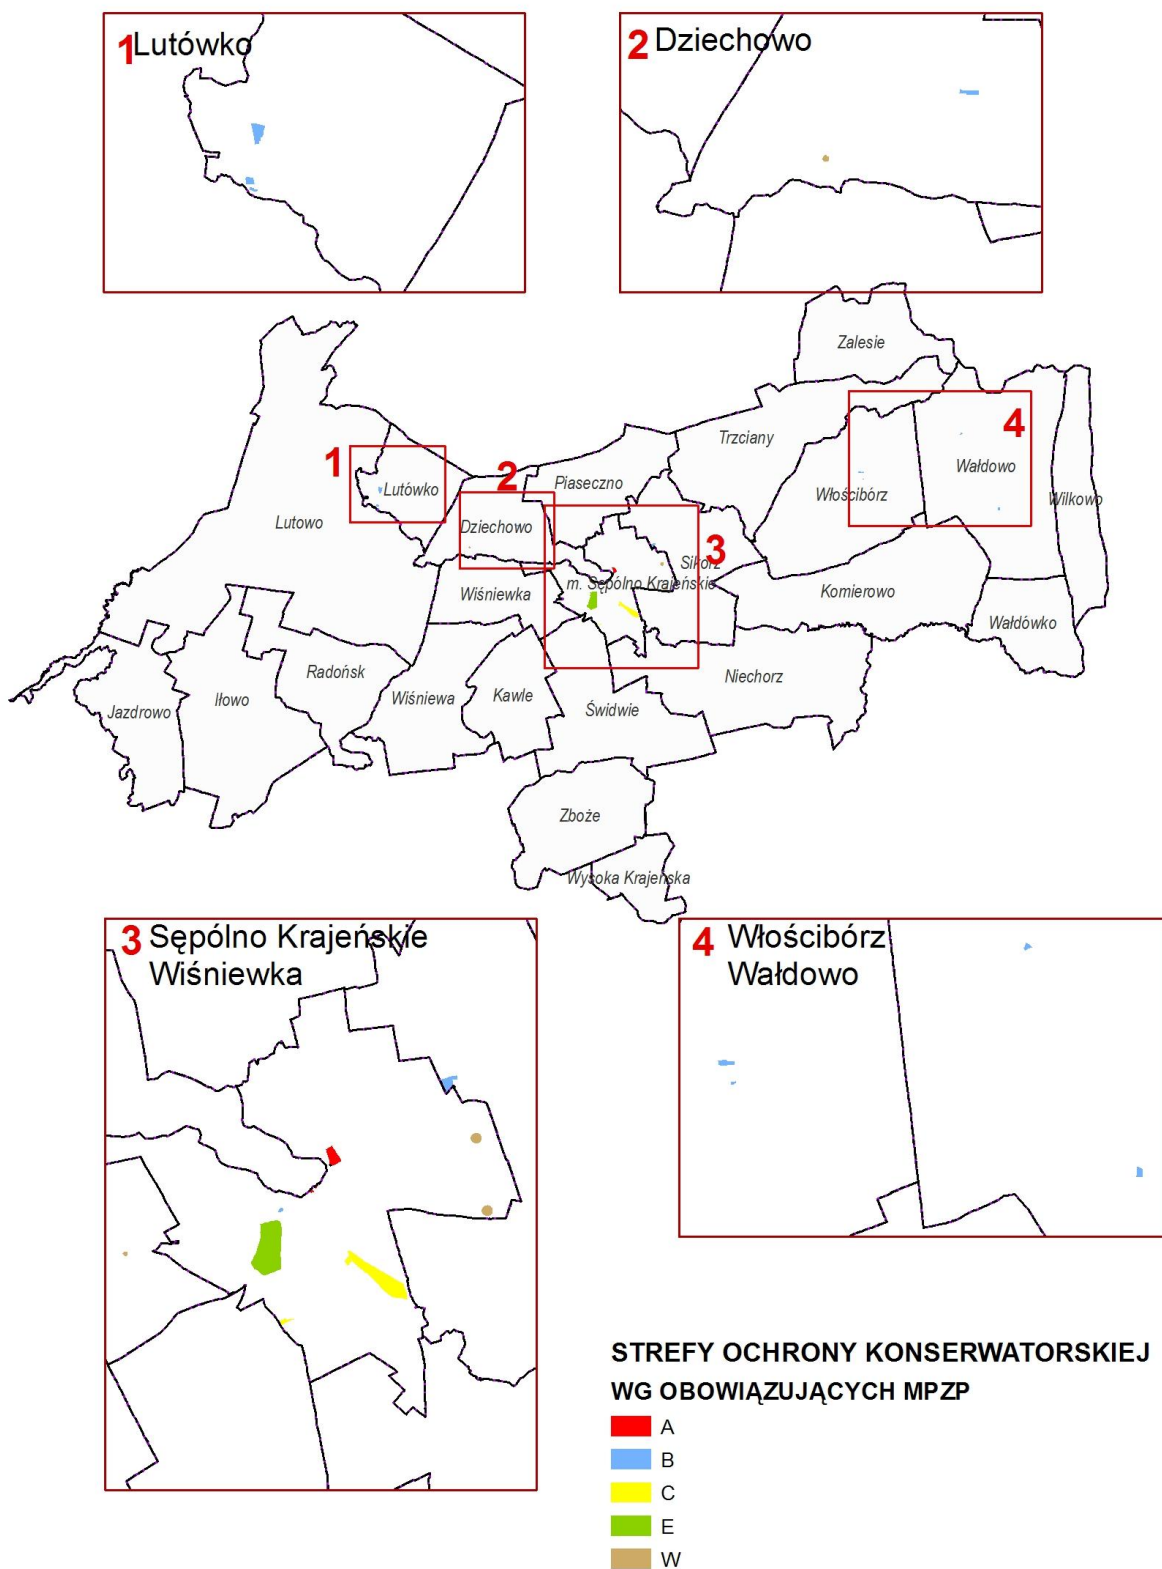 1 Lutówko
2 Dziechowo
Zalesie
Trzciany
4
Wałdowo
1
Lutówko
2
Piaseczno
Włościbórz
Wilkowo
Lutowo
Dziechowo
3
Sikorz
m. Sępólno Krajeńskie
Wiśniewka
Komierowo
Wałdówko
Radońsk
Niechorz
Iłowo
Wiśniewa
Kawle
Jazdrowo
Świdwie
Zboże
Wysoka Krajeńska
3 Sępólno Krajeńskie
Wiśniewka
4 Włościbórz
Wałdowo
STREFY OCHRONY KONSERWATORSKIEJ
WG OBOWIĄZUJĄCYCH MPZP
A
B
C
E
W